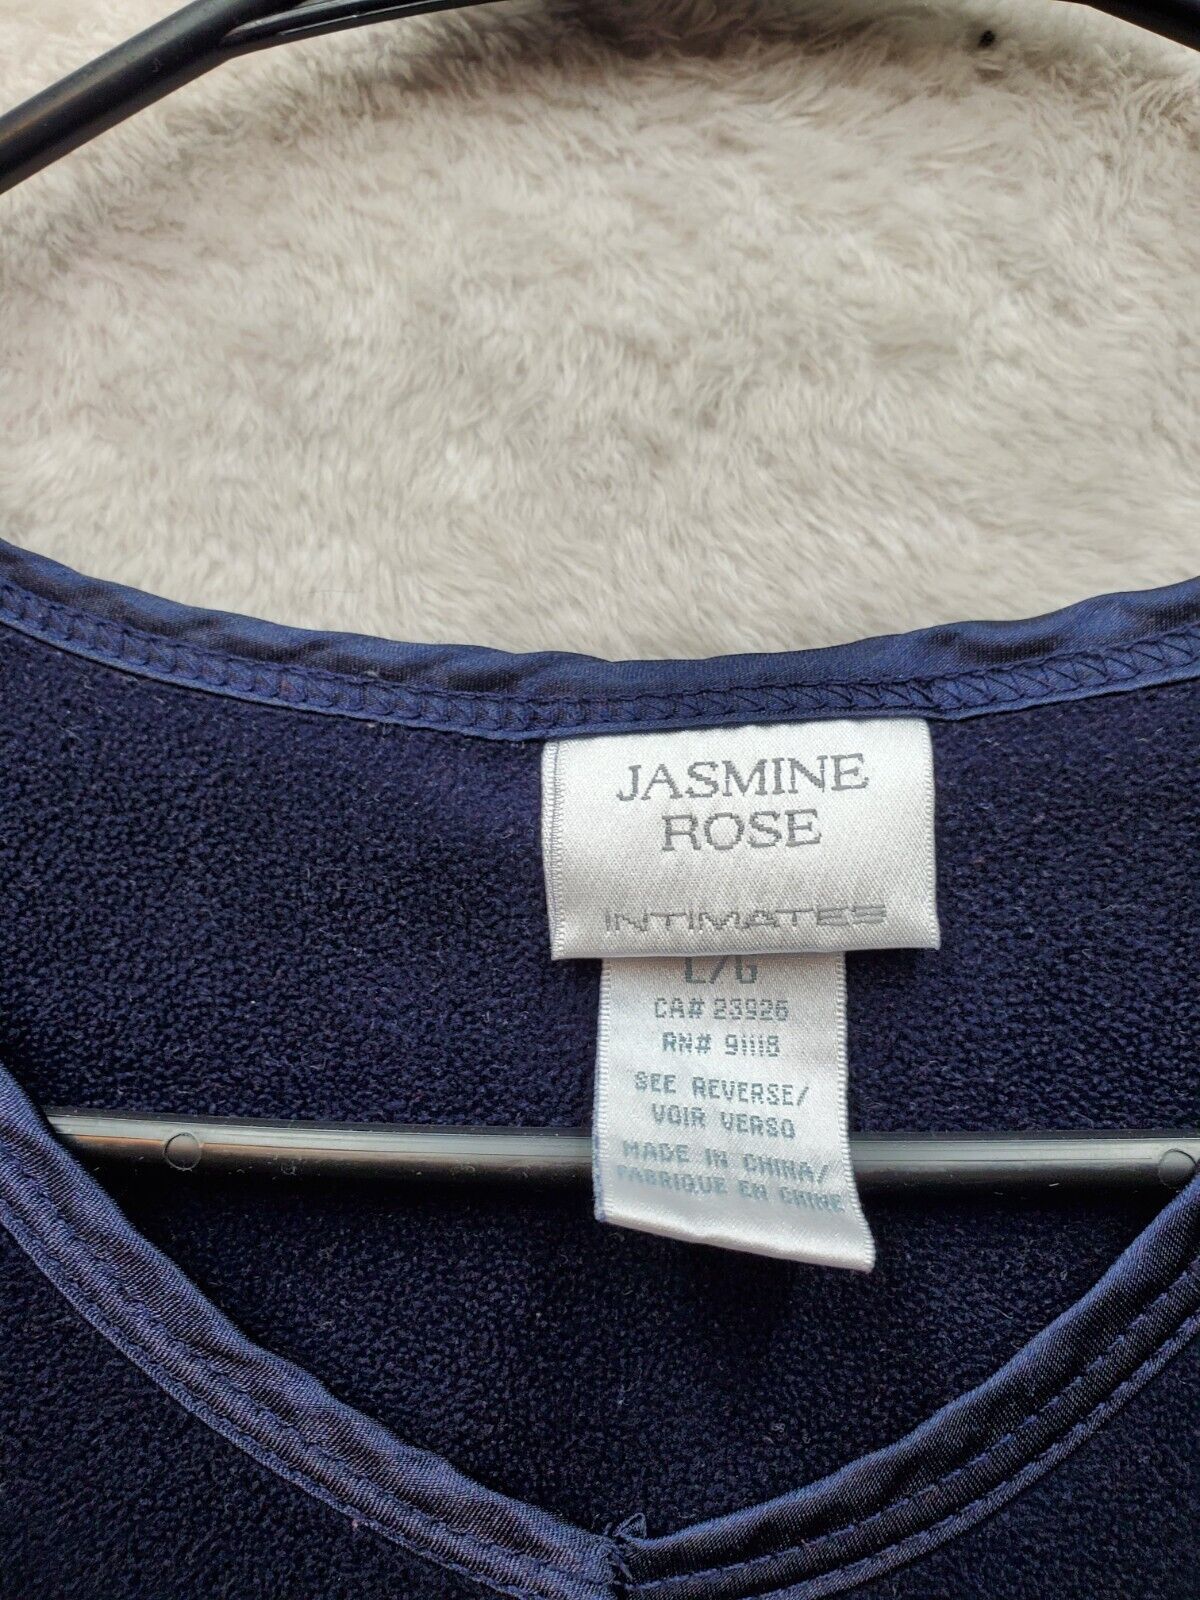 JASMINE
ROSE
INTIMATES
L/G
CA# 23926
RN# 91118
SEE REVERSE/
VOIR VERSO
MADE IN CHINA/
FABRIQUE EN CHINE